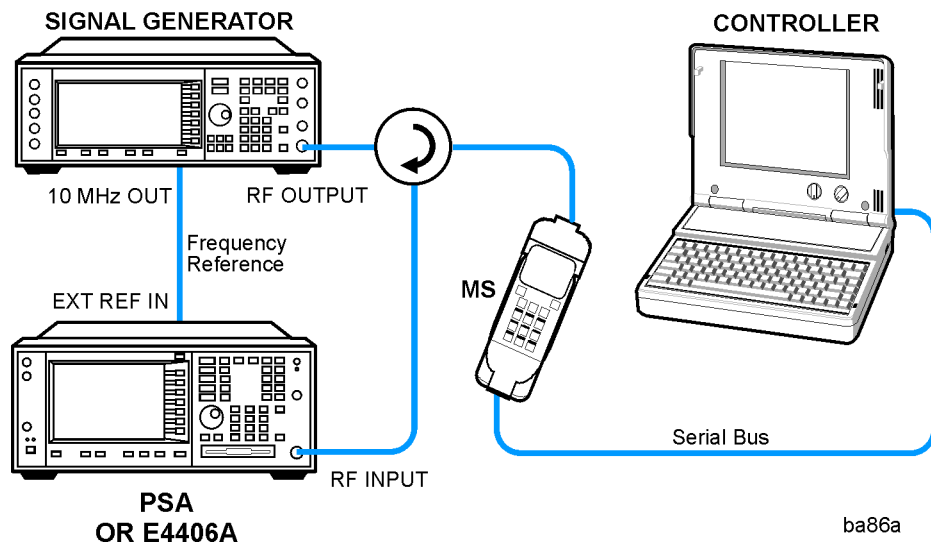 SIGNAL GENERATOR
CONTROLLER
10 MHz OUT
RF OUTPUT
Frequency
Reference
MS
EXT REF IN
Serial Bus
RF INPUT
PSA
OR E4406A
ba86a